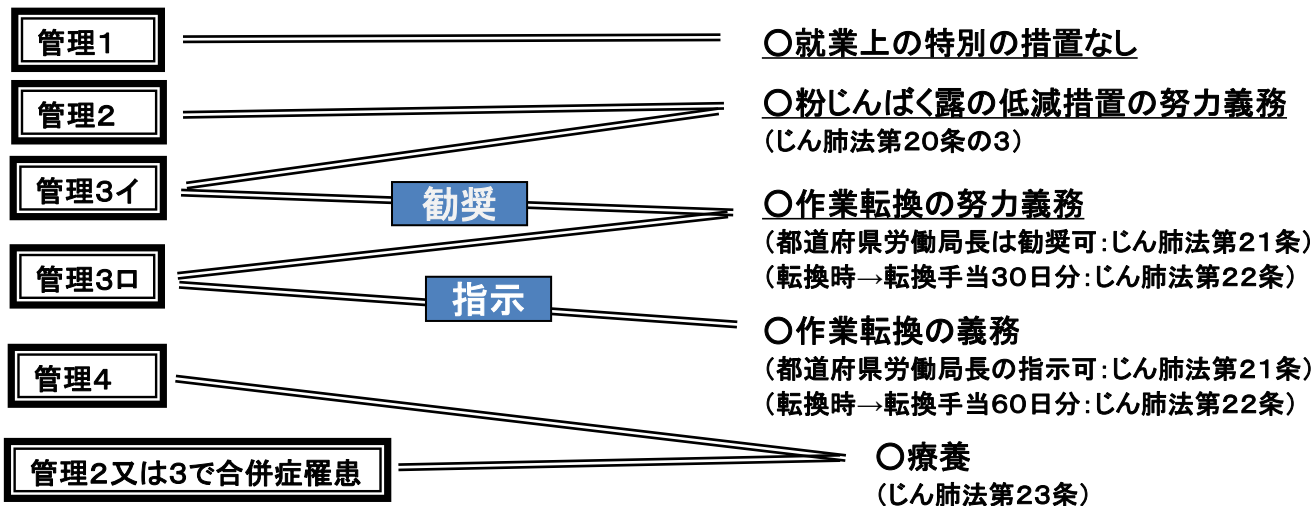 管理1
○就業上の特別の措置なし
管理2
○粉じんばく露の低減措置の努力義務
(じん肺法第20条の3)
管理3イ
勧奨
○作業転換の努力義務
(都道府県労働局長は勧奨可:じん肺法第21条)
(転換時→転換手当30日分:じん肺法第22条)
管理3ロ
指示
○作業転換の義務
(都道府県労働局長の指示可:じん肺法第21条)
(転換時→転換手当60日分:じん肺法第22条)
管理4
管理2又は3で合併症罹患
○療養
(じん肺法第23条)